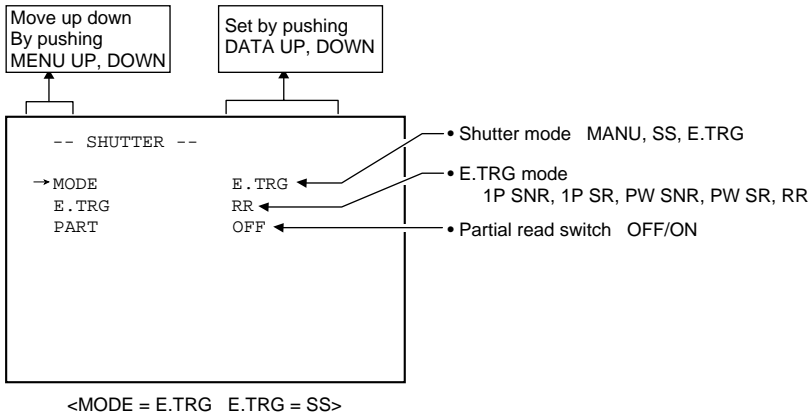 Move up down
By pushing
MENU UP, DOWN
Set by pushing
DATA UP, DOWN
-- SHUTTER --
→MODE E.TRG
E.TRG RR
PART OFF
• Shutter mode MANU, SS, E.TRG
• E.TRG mode
1P SNR, 1P SR, PW SNR, PW SR, RR
• Partial read switch OFF/ON
<MODE = E.TRG E.TRG = SS>